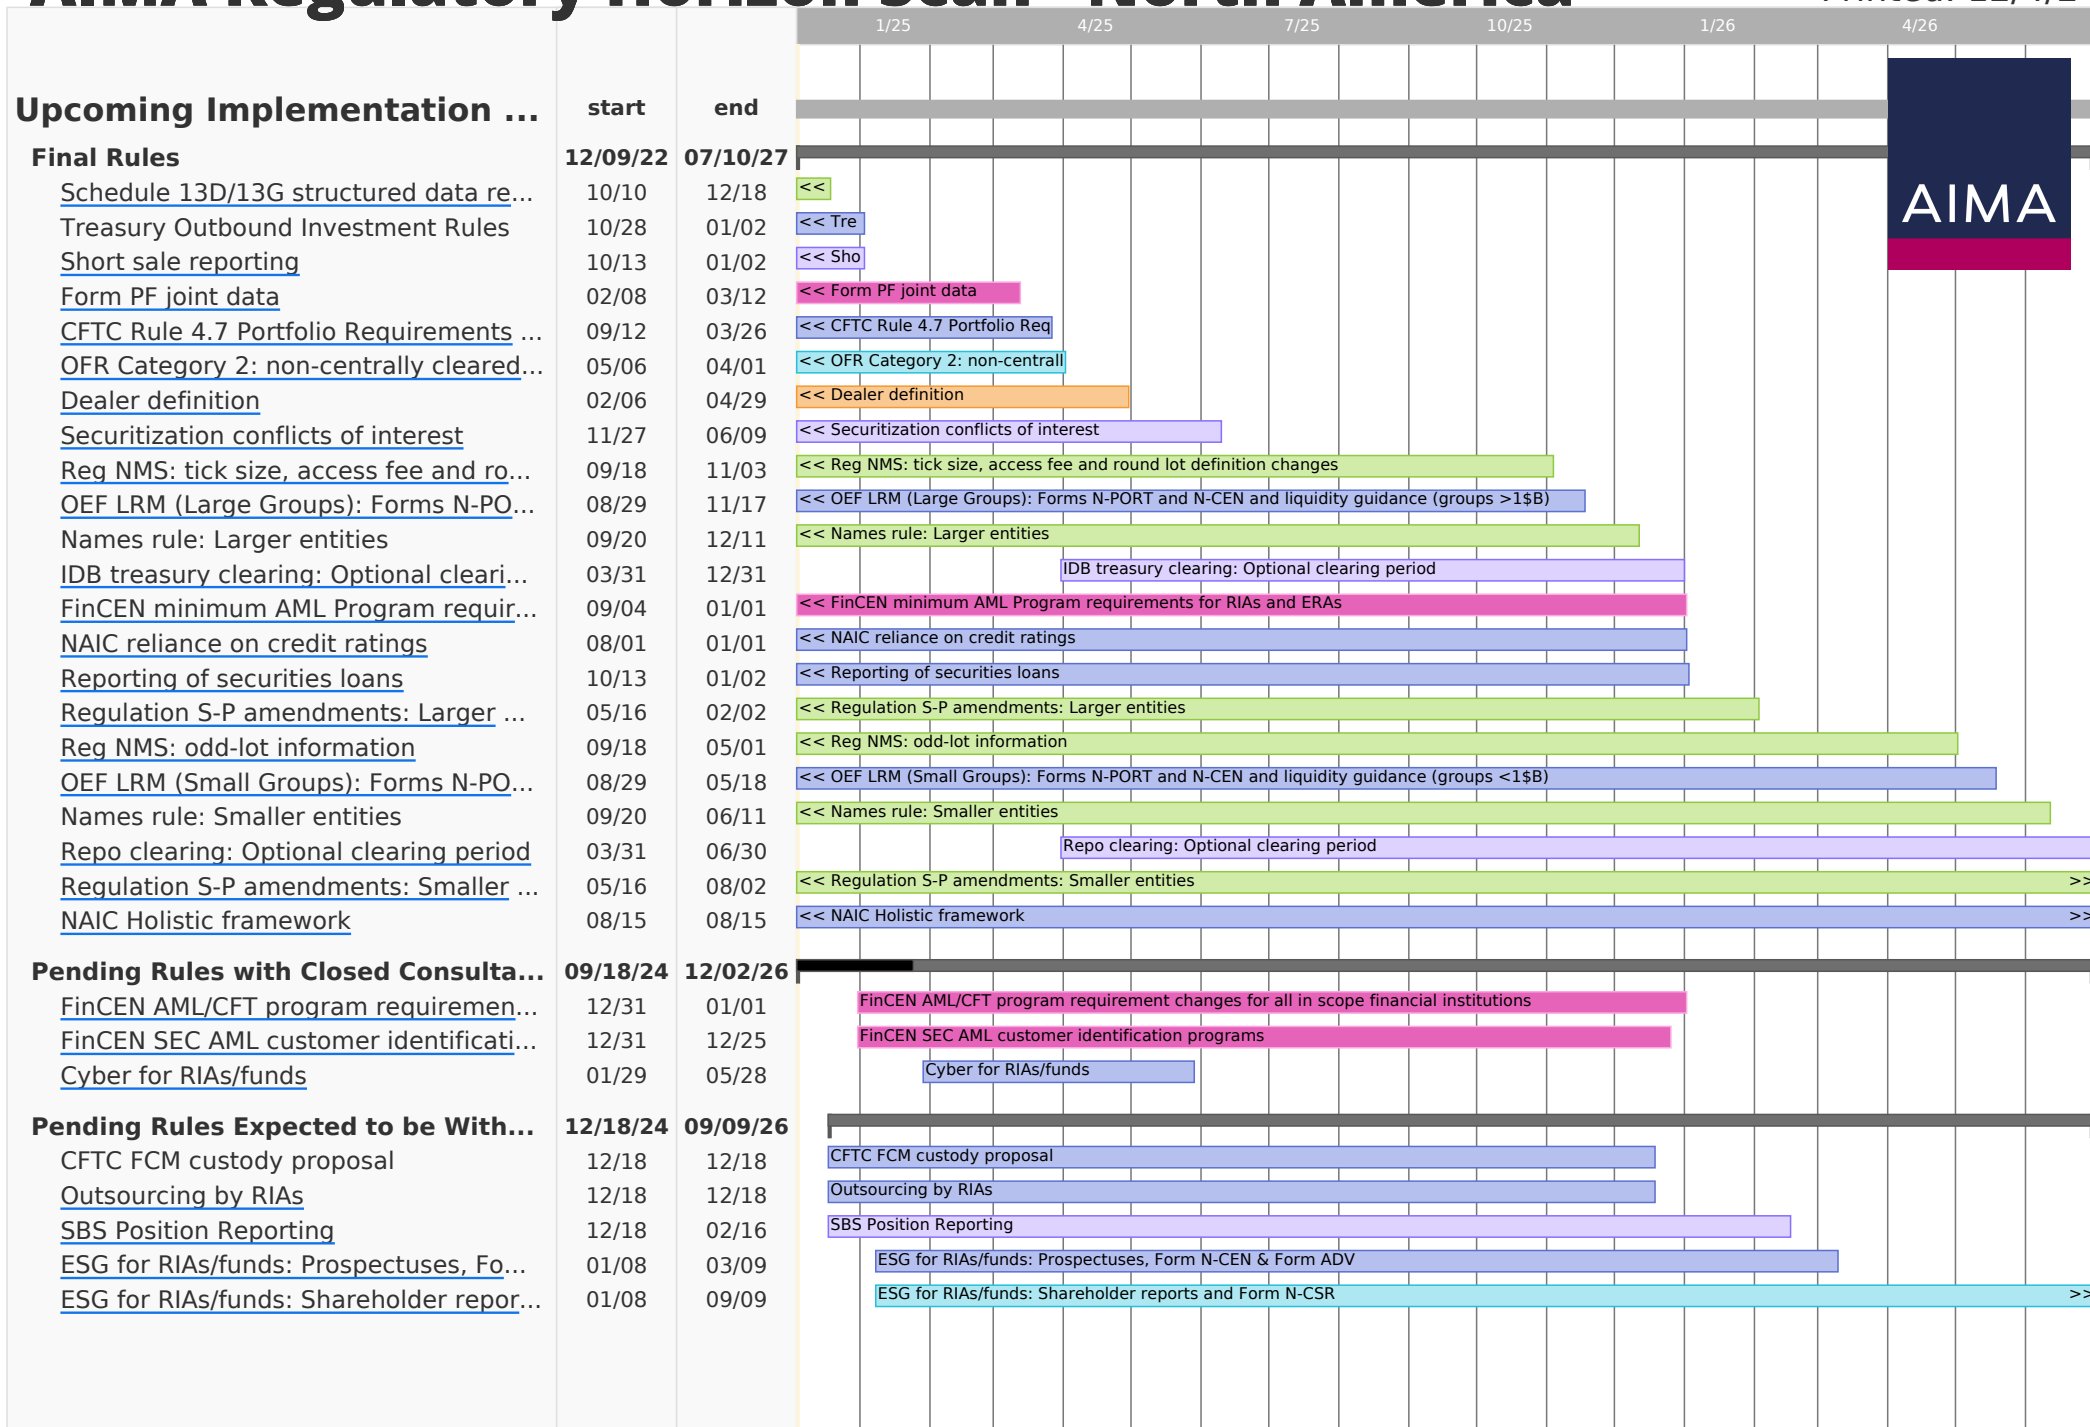 AIMA Regulatory Horizon Scan - North America
1/25 4/25 7/25 10/25 1/26 4/26
Upcoming Implementation ... start end
AIMA
Final Rules 12/09/22 07/10/27
Schedule 13D/13G structured data re... 10/10 12/18 <<
Treasury Outbound Investment Rules 10/28 01/02 << Tre
Short sale reporting 10/13 01/02 << Sho
Form PF joint data 02/08 03/12 << Form PF joint data
CFTC Rule 4.7 Portfolio Requirements ... 09/12 03/26 << CFTC Rule 4.7 Portfolio Req
OFR Category 2: non-centrally cleared... 05/06 04/01 << OFR Category 2: non-centrall
Dealer definition 02/06 04/29 << Dealer definition
Securitization conflicts of interest 11/27 06/09 << Securitization conflicts of interest
Reg NMS: tick size, access fee and ro... 09/18 11/03 << Reg NMS: tick size, access fee and round lot definition changes
OEF LRM (Large Groups): Forms N-PO... 08/29 11/17 << OEF LRM (Large Groups): Forms N-PORT and N-CEN and liquidity guidance (groups >1$B)
Names rule: Larger entities 09/20 12/11 << Names rule: Larger entities
IDB treasury clearing: Optional cleari... 03/31 12/31 IDB treasury clearing: Optional clearing period
FinCEN minimum AML Program requir... 09/04 01/01 << FinCEN minimum AML Program requirements for RIAs and ERAs
NAIC reliance on credit ratings 08/01 01/01 << NAIC reliance on credit ratings
Reporting of securities loans 10/13 01/02 << Reporting of securities loans
Regulation S-P amendments: Larger ... 05/16 02/02 << Regulation S-P amendments: Larger entities
Reg NMS: odd-lot information 09/18 05/01 << Reg NMS: odd-lot information
OEF LRM (Small Groups): Forms N-PO... 08/29 05/18 << OEF LRM (Small Groups): Forms N-PORT and N-CEN and liquidity guidance (groups <1$B)
Names rule: Smaller entities 09/20 06/11 << Names rule: Smaller entities
Repo clearing: Optional clearing period 03/31 06/30 Repo clearing: Optional clearing period
Regulation S-P amendments: Smaller ... 05/16 08/02 << Regulation S-P amendments: Smaller entities >>
NAIC Holistic framework 08/15 08/15 << NAIC Holistic framework >>
Pending Rules with Closed Consulta... 09/18/24 12/02/26
FinCEN AML/CFT program requiremen... 12/31 01/01 FinCEN AML/CFT program requirement changes for all in scope financial institutions
FinCEN SEC AML customer identificati... 12/31 12/25 FinCEN SEC AML customer identification programs
Cyber for RIAs/funds 01/29 05/28 Cyber for RIAs/funds
Pending Rules Expected to be With... 12/18/24 09/09/26
CFTC FCM custody proposal 12/18 12/18 CFTC FCM custody proposal
Outsourcing by RIAs 12/18 12/18 Outsourcing by RIAs
SBS Position Reporting 12/18 02/16 SBS Position Reporting
ESG for RIAs/funds: Prospectuses, Fo... 01/08 03/09 ESG for RIAs/funds: Prospectuses, Form N-CEN & Form ADV
ESG for RIAs/funds: Shareholder repor... 01/08 09/09 ESG for RIAs/funds: Shareholder reports and Form N-CSR >>